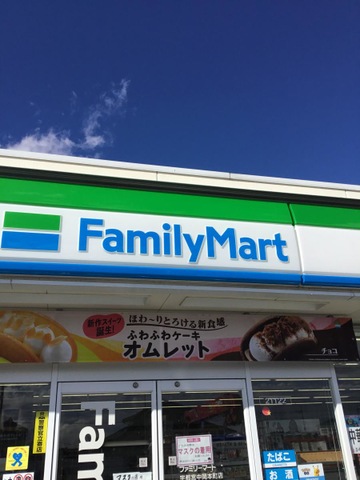 FamilyMart
新作スイーツ
誕生!
ほわ~りとろける新食感
ふわふわケーキ
オムレット
チョコ
Fam
マスクの着用
ファミリーマート
たばこ
お酒